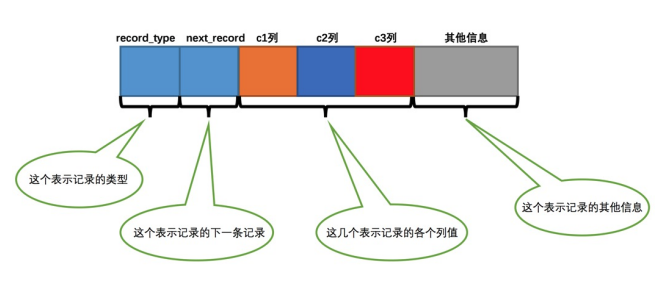 record_type next_record c1列 c2列 c3列 其他信息
这个表示记录的类型
这个表示记录的下一条记录
这几个表示记录的各个列值
这个表示记录的其他信息